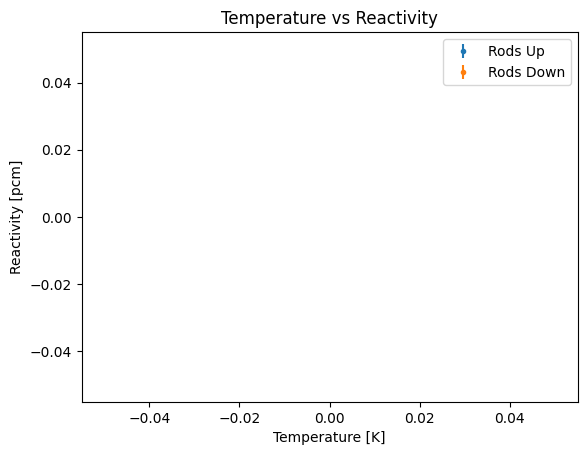 Temperature vs Reactivity
Rods Up
Rods Down
Reactivity [pcm]
0.04
0.02
0.00
−0.02
−0.04
−0.04
−0.02
0.00
0.02
0.04
Temperature [K]